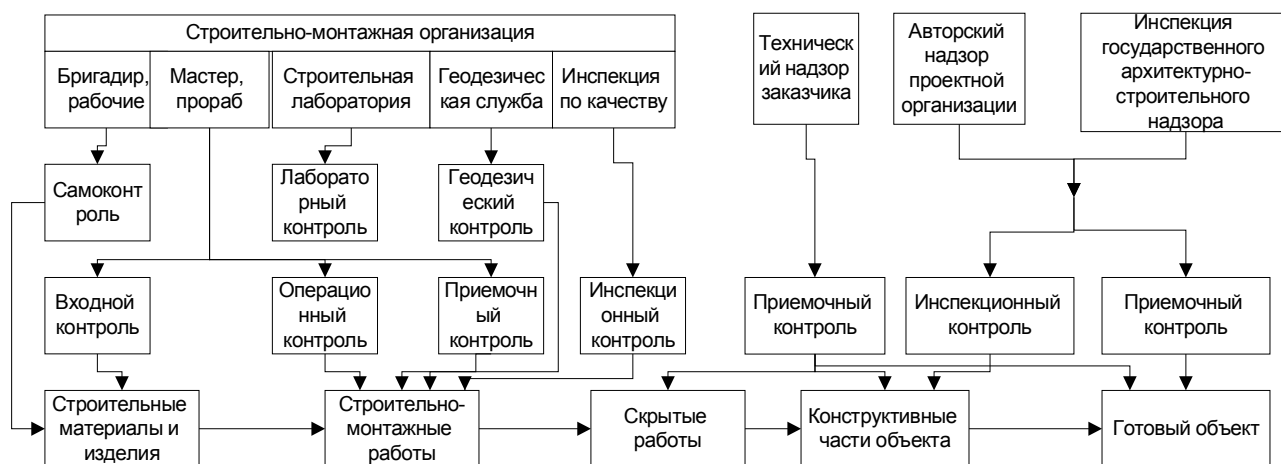 Строительно-монтажная организация
Бригадир,
рабочие
Мастер,
прораб
Строительная
лаборатория
Геодезичес
кая служба
Инспекция
по качеству
Техническ
ий надзор
заказчика
Авторский
надзор
проектной
организации
Инспекция
государственного
архитектурно-
строительного
надзора
Самоконт
роль
Лаборато
рный
контроль
Геодезич
еский
контроль
Входной
контроль
Операцио
нный
контроль
Приемочн
ый
контроль
Инспекци
онный
контроль
Приемочный
контроль
Инспекционный
контроль
Приемочный
контроль
Строительные
материалы и
изделия
Строительно-
монтажные
работы
Скрытые
работы
Конструктивные
части объекта
Готовый объект